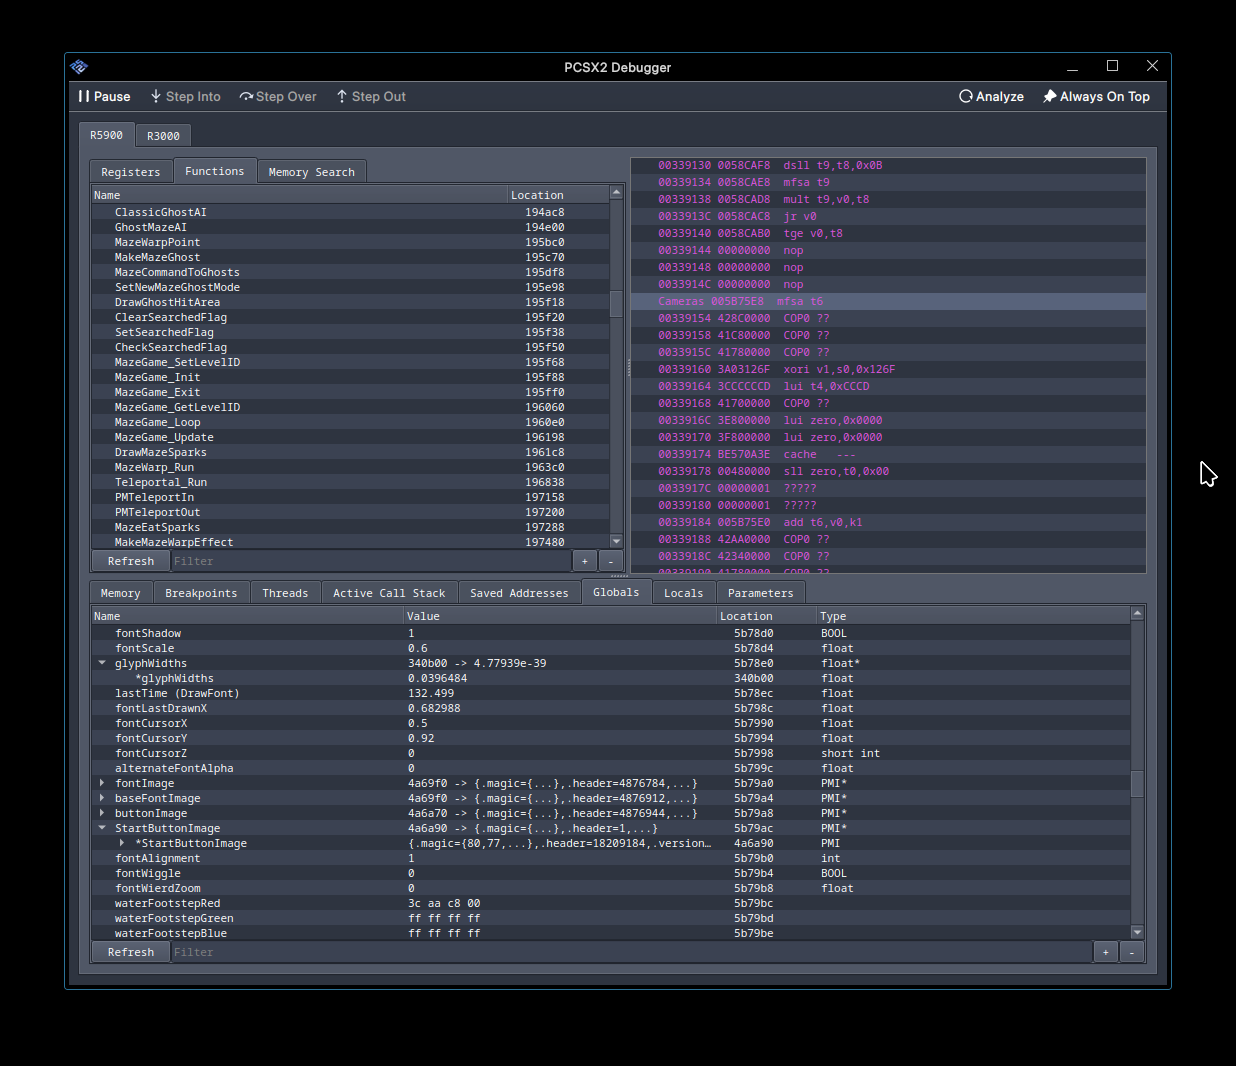 PCSX2 Debugger
Pause Step Into Step Over Step Out Analyze Always On Top
R5900 R3000
Registers Functions Memory Search
Name Location
ClassicGhostAI 194ac8
GhostMazeAI 194e00
MazeWarpPoint 195bc0
MakeMazeGhost 195c70
MazeCommandToGhosts 195df8
SetNewMazeGhostMode 195e98
DrawGhostHitArea 195f18
ClearSearchedFlag 195f20
SetSearchedFlag 195f38
CheckSearchedFlag 195f50
MazeGame_SetLevelID 195f68
MazeGame_Init 195f88
MazeGame_Exit 195ff0
MazeGame_GetLevelID 196060
MazeGame_Loop 1960e0
MazeGame_Update 196198
DrawMazeSparks 1961c8
MazeWarp_Run 1963c0
Teleportal_Run 196838
PMTeleportIn 197158
PMTeleportOut 197200
MazeEatSparks 197288
MakeMazeWarpEffect 197480
Refresh Filter + -
00339130 0058CAF8 dsll t9,t8,0x0B
00339134 0058CAE8 mfsa t9
00339138 0058CAD8 mult t9,v0,t8
0033913C 0058CAC8 jr v0
00339140 0058CAB0 tge v0,t8
00339144 00000000 nop
00339148 00000000 nop
0033914C 00000000 nop
Cameras 005B75E8 mfsa t6
00339154 428C0000 COP0 ??
00339158 41C80000 COP0 ??
0033915C 41780000 COP0 ??
00339160 3A03126F xori v1,s0,0x126F
00339164 3CCCCCCD lui t4,0xCCCD
00339168 41700000 COP0 ??
0033916C 3E800000 lui zero,0x0000
00339170 3F800000 lui zero,0x0000
00339174 BE570A3E cache ---
00339178 00480000 sll zero,t0,0x00
0033917C 00000001 ?????
00339180 00000001 ?????
00339184 005B75E0 add t6,v0,k1
00339188 42AA0000 COP0 ??
0033918C 42340000 COP0 ??
00339190 41780000 COP0 ??
Memory Breakpoints Threads Active Call Stack Saved Addresses Globals Locals Parameters
Name Value Location Type
fontShadow 1 5b78d0 BOOL
fontScale 0.6 5b78d4 float
glyphWidths 340b00 -> 4.77939e-39 5b78e0 float*
*glyphWidths 0.0396484 340b00 float
lastTime (DrawFont) 132.499 5b78ec float
fontLastDrawnX 0.682988 5b798c float
fontCursorX 0.5 5b7990 float
fontCursorY 0.92 5b7994 float
fontCursorZ 0 5b7998 short int
alternateFontAlpha 0 5b799c float
fontImage 4a69f0 -> {.magic={...},.header=4876784,...} 5b79a0 PMI*
baseFontImage 4a69f0 -> {.magic={...},.header=4876912,...} 5b79a4 PMI*
buttonImage 4a6a70 -> {.magic={...},.header=4876944,...} 5b79a8 PMI*
StartButtonImage 4a6a90 -> {.magic={...},.header=1,...} 5b79ac PMI*
*StartButtonImage {.magic={80,77,...},.header=18209184,.version… 4a6a90 PMI
fontAlignment 1 5b79b0 int
fontWiggle 0 5b79b4 BOOL
fontWierdZoom 0 5b79b8 float
waterFootstepRed 3c aa c8 00 5b79bc
waterFootstepGreen ff ff ff ff 5b79bd
waterFootstepBlue ff ff ff ff 5b79be
Refresh Filter + -